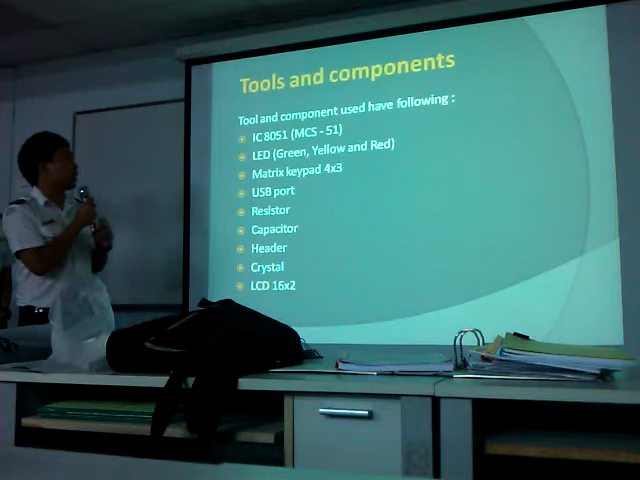 Tools and components
Tool and component used have following :
IC 8051 (MCS - 51)
LED (Green, Yellow and Red)
Matrix keypad 4x3
USB port
Resistor
Capacitor
Header
Crystal
LCD 16x2